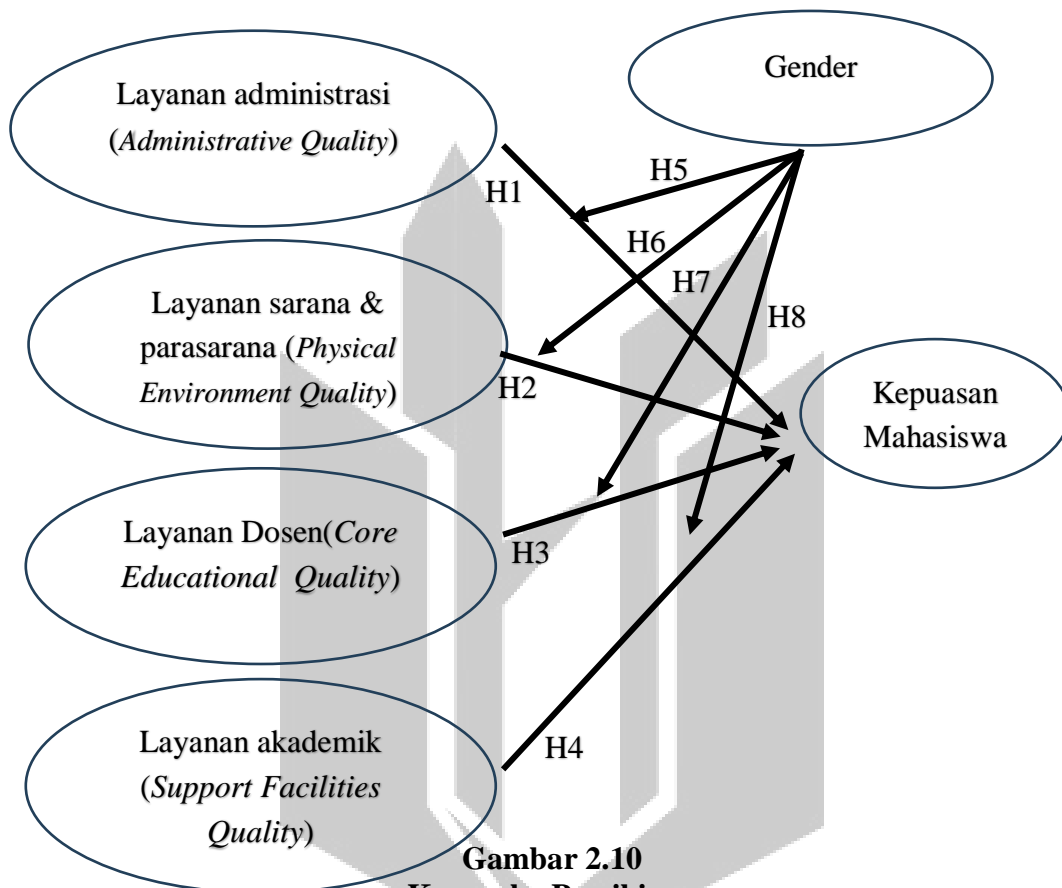 Layanan administrasi
(Administrative Quality)
Gender
H5
H1
H6
Layanan sarana &
parasarana (Physical
Environment Quality)
H7
H8
H2
Kepuasan
Mahasiswa
Layanan Dosen(Core
Educational Quality)
H3
Layanan akademik
(Support Facilities
Quality)
H4
Gambar 2.10